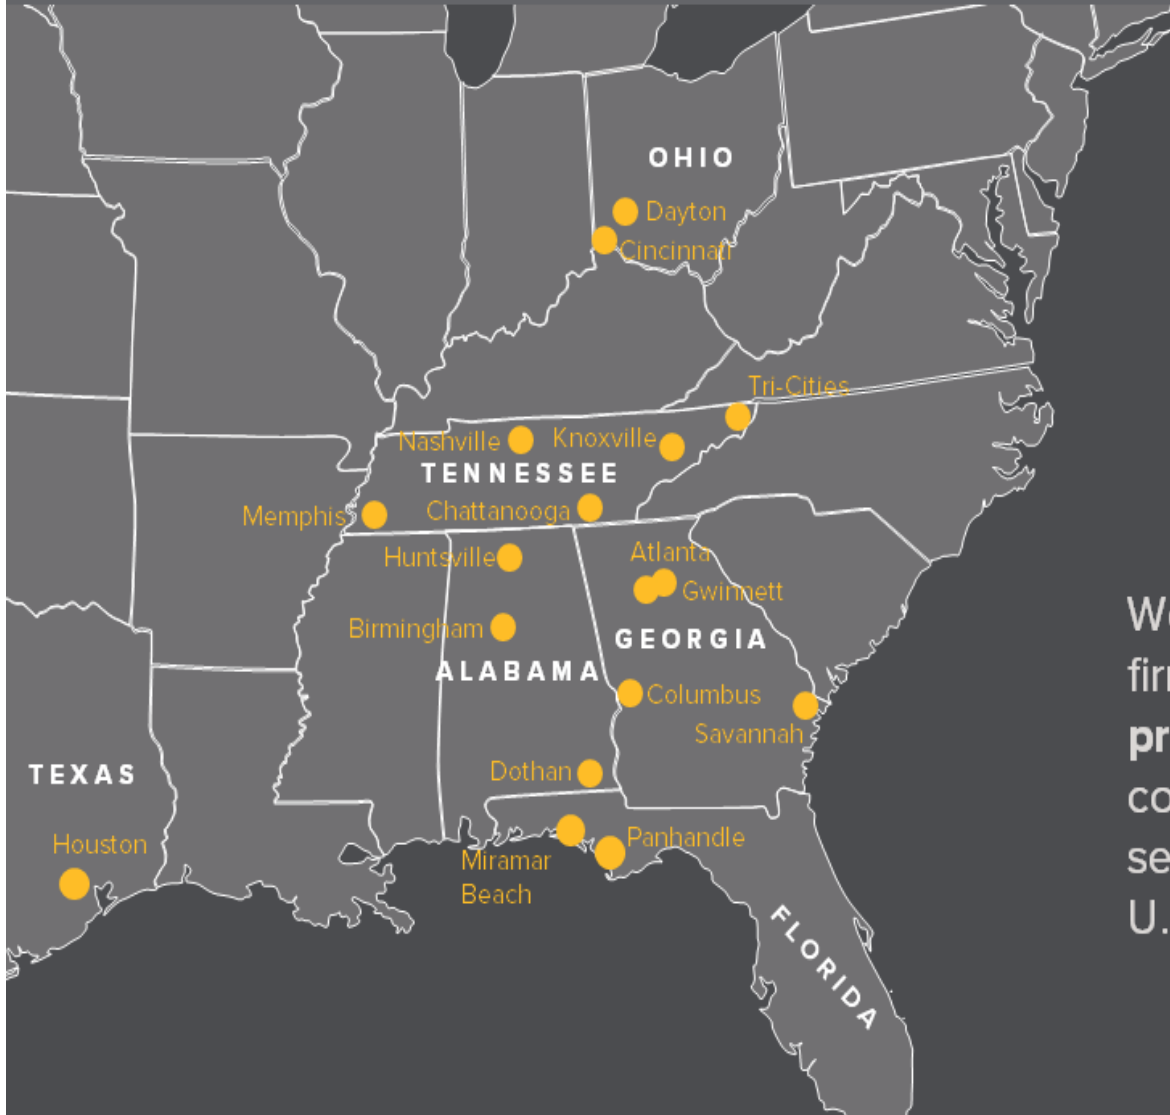 OHIO
Dayton
Cincinnati
Tri-Cities
Nashville
Knoxville
TENNESSEE
Memphis
Chattanooga
Huntsville
Atlanta
Gwinnett
Birmingham
GEORGIA
ALABAMA
Columbus
Savannah
TEXAS
Dothan
Houston
Panhandle
Miramar
Beach
FLORIDA
U.